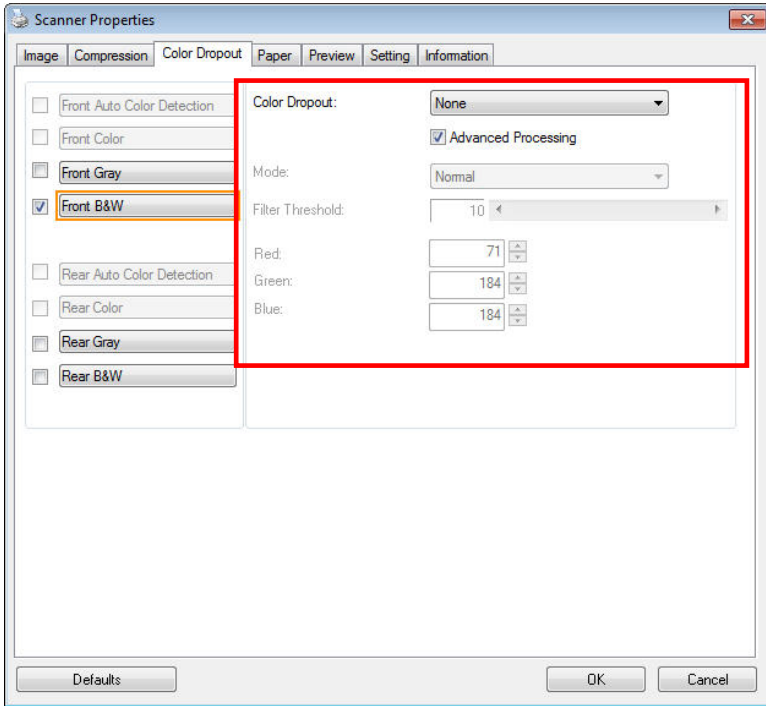 Scanner Properties
Image Compression Color Dropout Paper Preview Setting Information
Front Auto Color Detection
Front Color
Front Gray
Front B&W
Rear Auto Color Detection
Rear Color
Rear Gray
Rear B&W
Color Dropout: None
Advanced Processing
Mode: Normal
Filter Threshold: 10
Red: 71
Green: 184
Blue: 184
Defaults OK Cancel